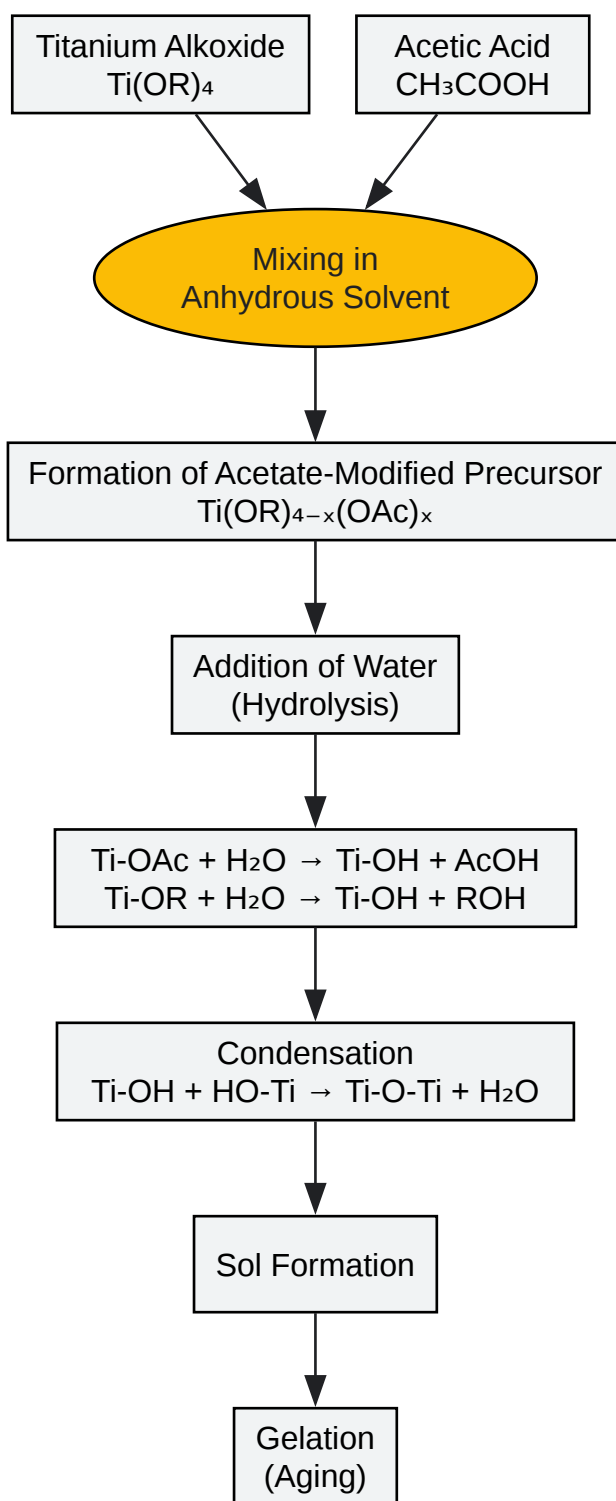 Titanium Alkoxide
Ti(OR)₄
Acetic Acid
CH₃COOH
Mixing in
Anhydrous Solvent
Formation of Acetate-Modified Precursor
Ti(OR)₄₋ₓ(OAc)ₓ
Addition of Water
(Hydrolysis)
Ti-OAc + H₂O → Ti-OH + AcOH
Ti-OR + H₂O → Ti-OH + ROH
Condensation
Ti-OH + HO-Ti → Ti-O-Ti + H₂O
Sol Formation
Gelation
(Aging)